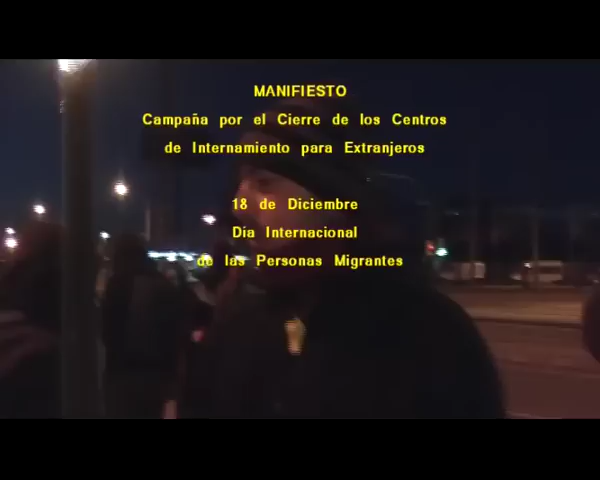 MANIFIESTO
Campaña por el Cierre de los Centros
de Internamiento para Extranjeros
18 de Diciembre
Dia Internacional
de las Personas Migrantes